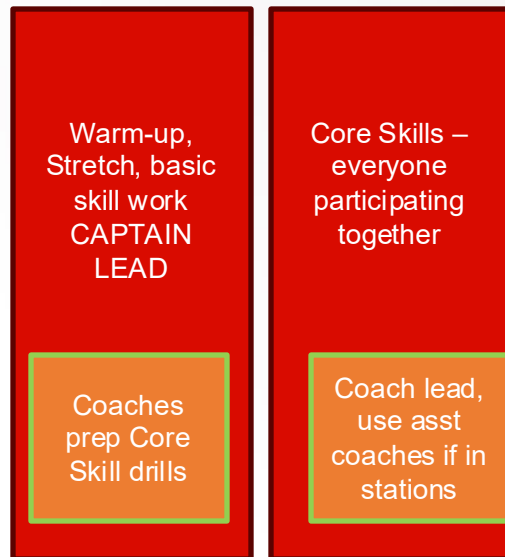 Warm-up,
Stretch, basic
skill work
CAPTAIN
LEAD
Coaches
prep Core
Skill drills
Core Skills –
everyone
participating
together
Coach lead,
use asst
coaches if in
stations